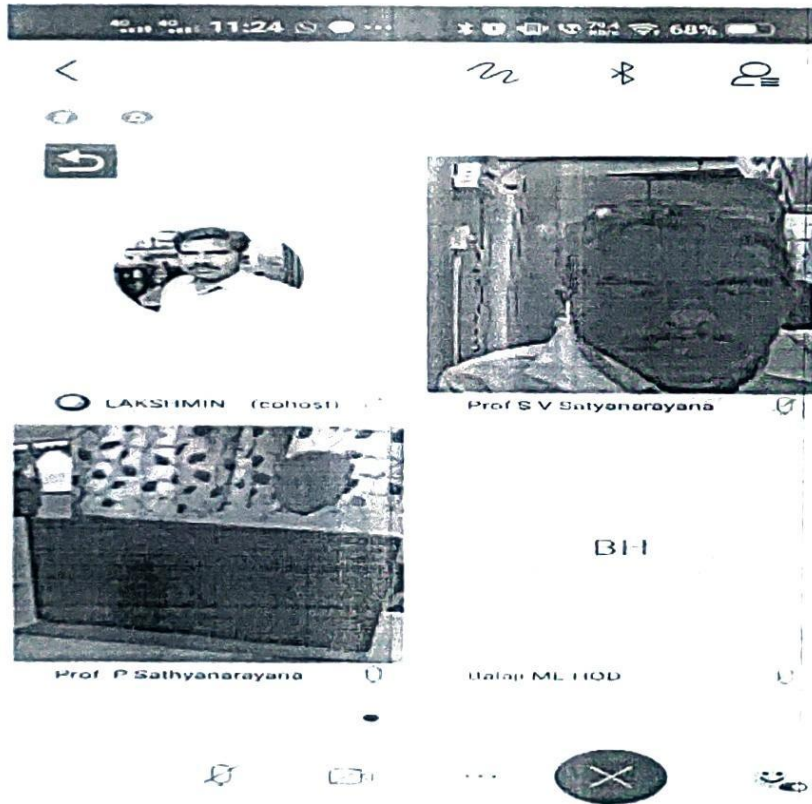 11:24 68%
LAKSHMIN (cohost)
Prof S V Satyanarayana
Prof. P Sathyanarayana
BH
Balaji ME HOD